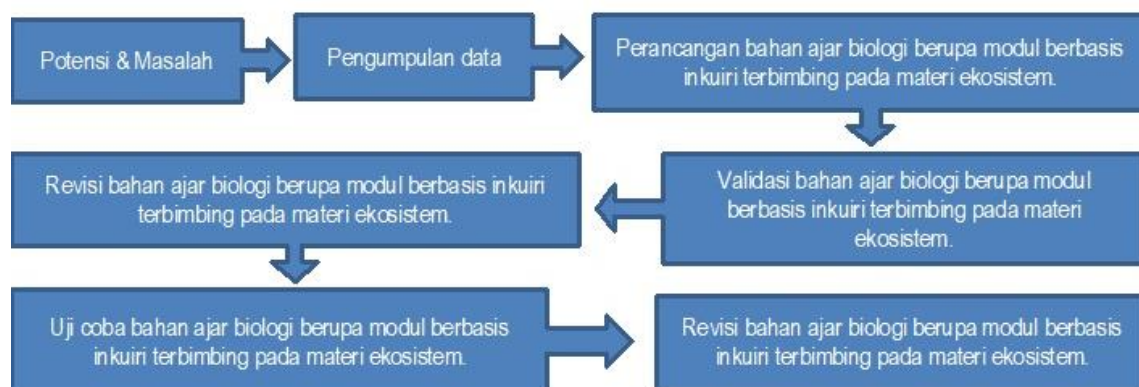 Potensi & Masalah
Pengumpulan data
Perancangan bahan ajar biologi berupa modul berbasis
inkuiri terbimbing pada materi ekosistem.
Validasi bahan ajar biologi berupa modul
berbasis inkuiri terbimbing pada materi
ekosistem.
Revisi bahan ajar biologi berupa modul berbasis inkuiri
terbimbing pada materi ekosistem.
Uji coba bahan ajar biologi berupa modul berbasis
inkuiri terbimbing pada materi ekosistem.
Revisi bahan ajar biologi berupa modul berbasis
inkuiri terbimbing pada materi ekosistem.